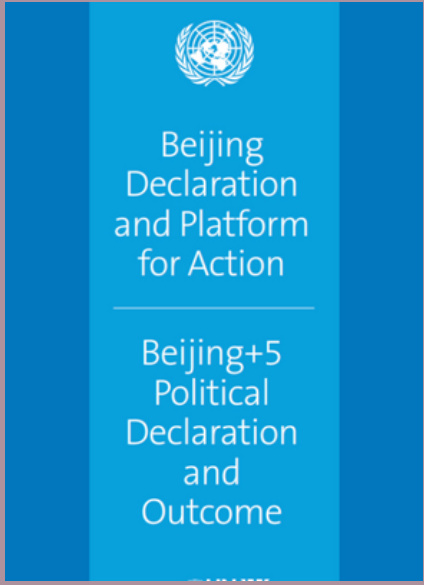 Beijing
Declaration
and Platform
for Action
Beijing+5
Political
Declaration
and
Outcome